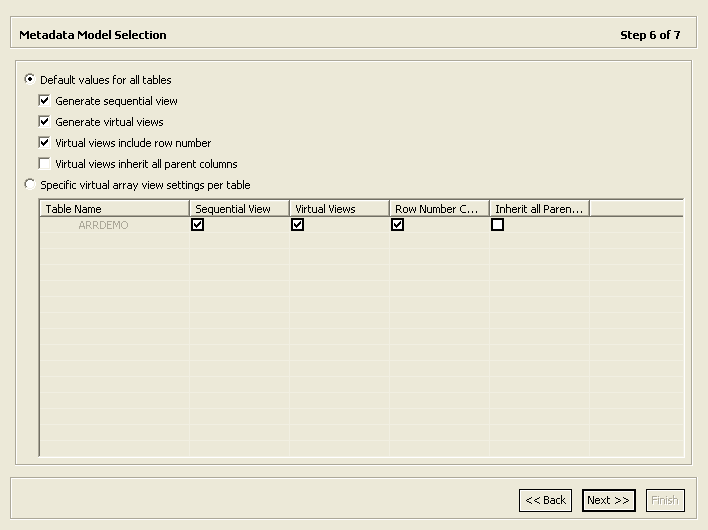 Metadata Model Selection Step 6 of 7
Default values for all tables
Generate sequential view
Generate virtual views
Virtual views include row number
Virtual views inherit all parent columns
Specific virtual array view settings per table
Table Name Sequential View Virtual Views Row Number C... Inherit all Paren...
ARRDEMO
<< Back Next >> Finish